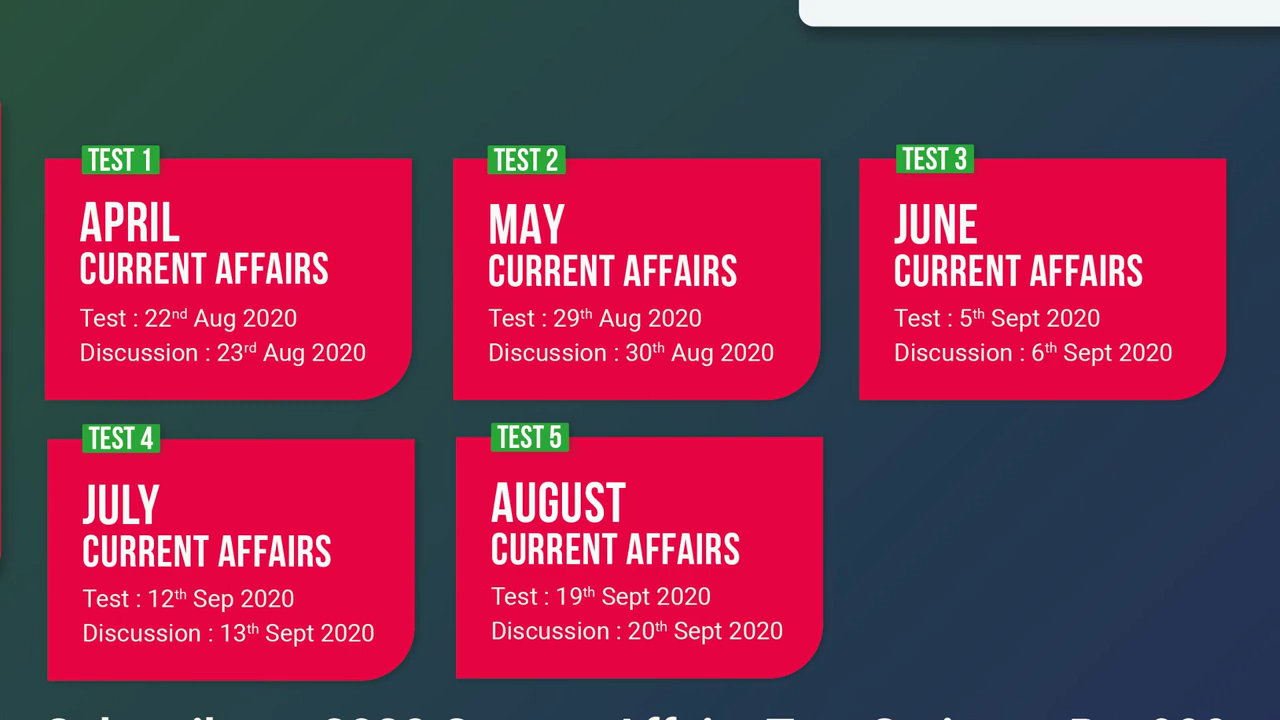 TEST 1
APRIL
CURRENT AFFAIRS
Test : 22nd Aug 2020
Discussion : 23rd Aug 2020
TEST 2
MAY
CURRENT AFFAIRS
Test : 29th Aug 2020
Discussion : 30th Aug 2020
TEST 3
JUNE
CURRENT AFFAIRS
Test : 5th Sept 2020
Discussion : 6th Sept 2020
TEST 4
JULY
CURRENT AFFAIRS
Test : 12th Sep 2020
Discussion : 13th Sept 2020
TEST 5
AUGUST
CURRENT AFFAIRS
Test : 19th Sept 2020
Discussion : 20th Sept 2020